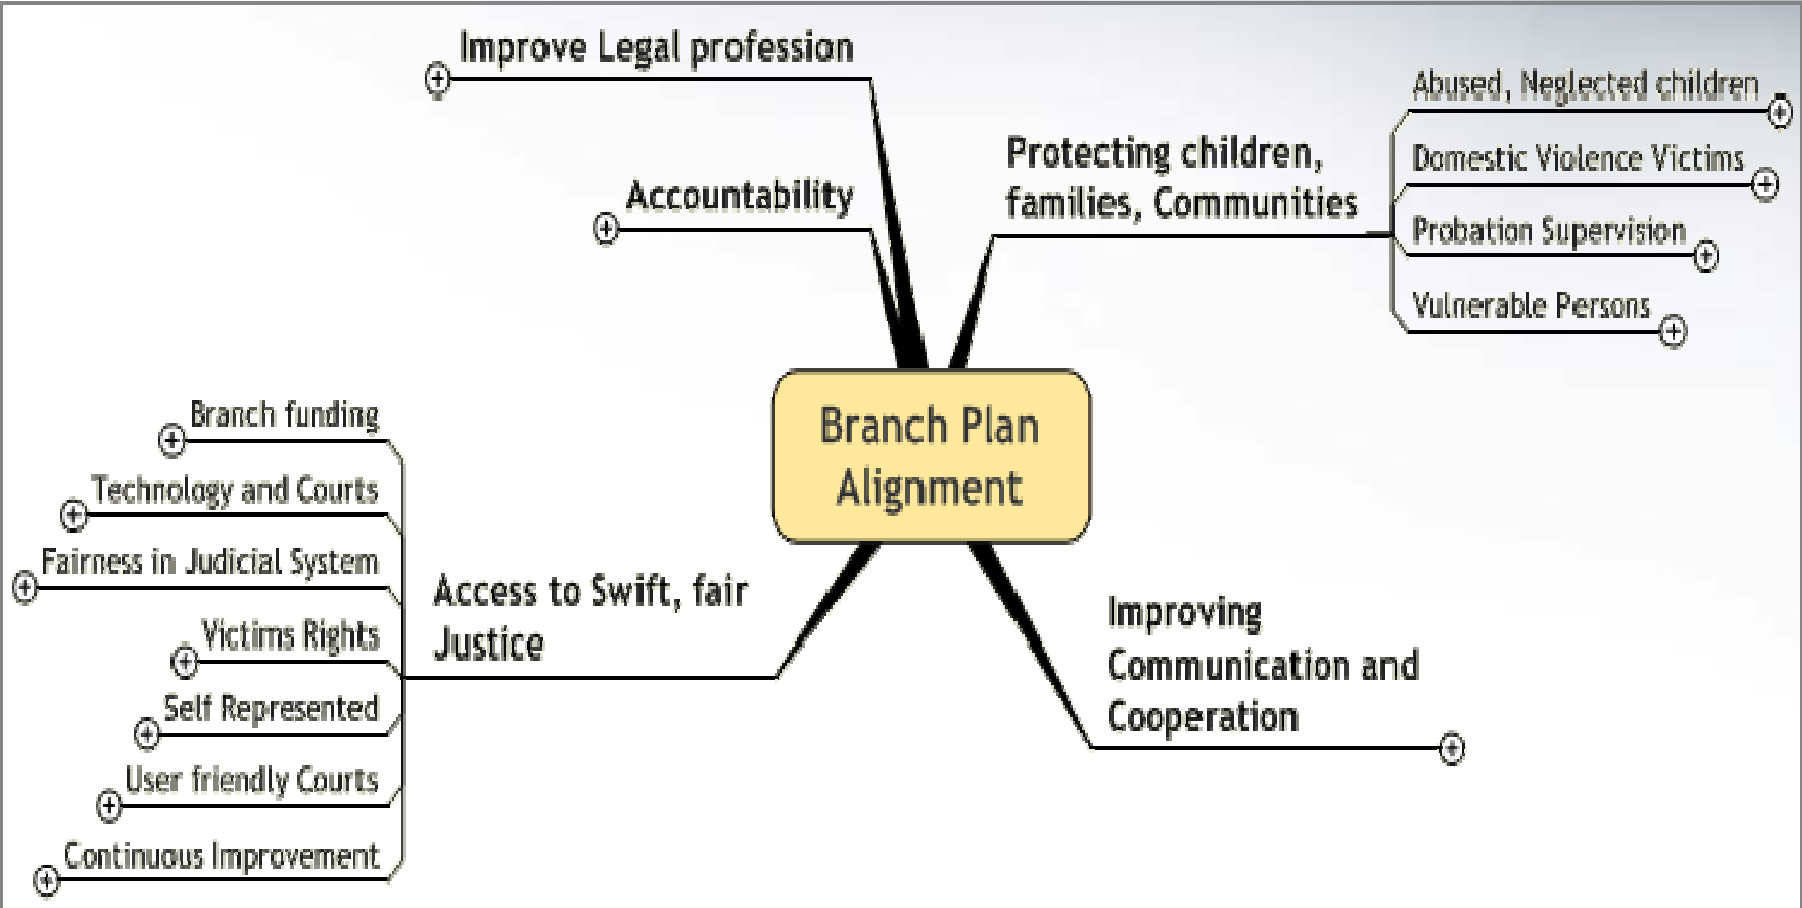 Improve Legal profession
Accountability
Protecting children,
families, Communities
Abused, Neglected children
Domestic Violence Victims
Probation Supervision
Vulnerable Persons
Branch Plan
Alignment
Branch funding
Technology and Courts
Fairness in Judicial System
Victims Rights
Self Represented
User friendly Courts
Continuous Improvement
Access to Swift, fair
Justice
Improving
Communication and
Cooperation